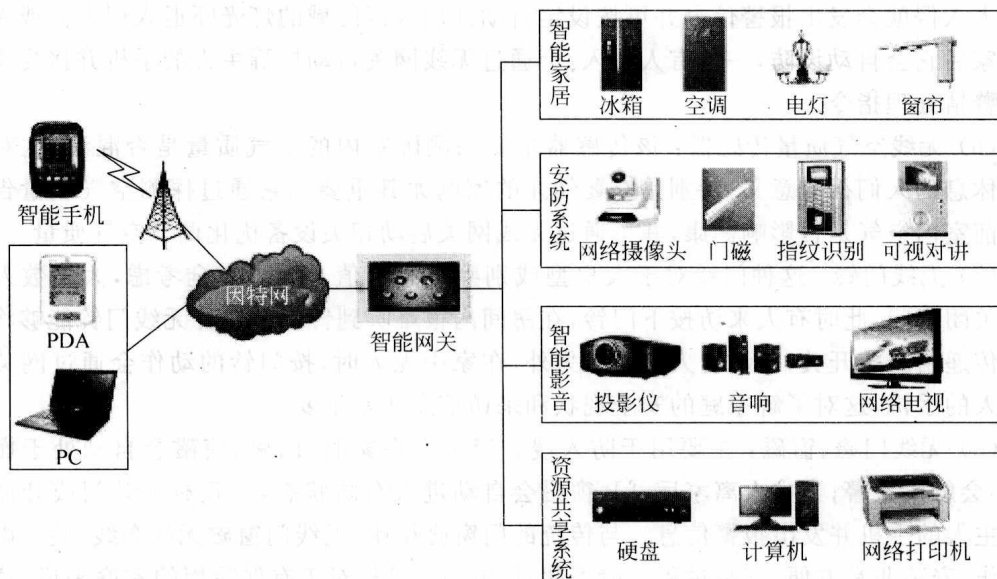 智能手机
PDA
PC
因特网
智能网关
智能家居
冰箱
空调
电灯
窗帘
安防系统
网络摄像头
门磁
指纹识别
可视对讲
智能影音
投影仪
音响
网络电视
资源共享系统
硬盘
计算机
网络打印机